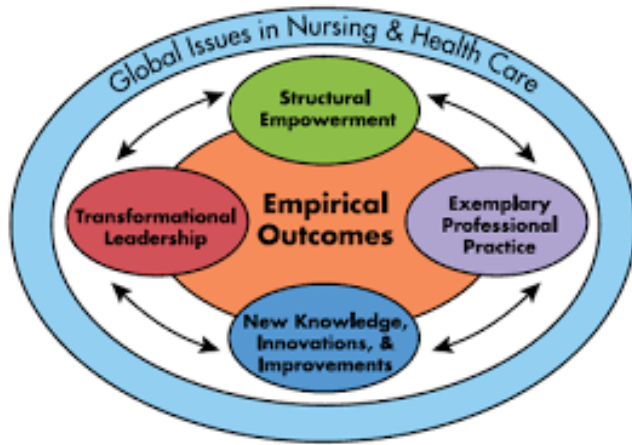 Global Issues in Nursing & Health Care
Structural
Empowerment
Transformational
Leadership
Empirical
Outcomes
Exemplary
Professional
Practice
New Knowledge,
Innovations, &
Improvements